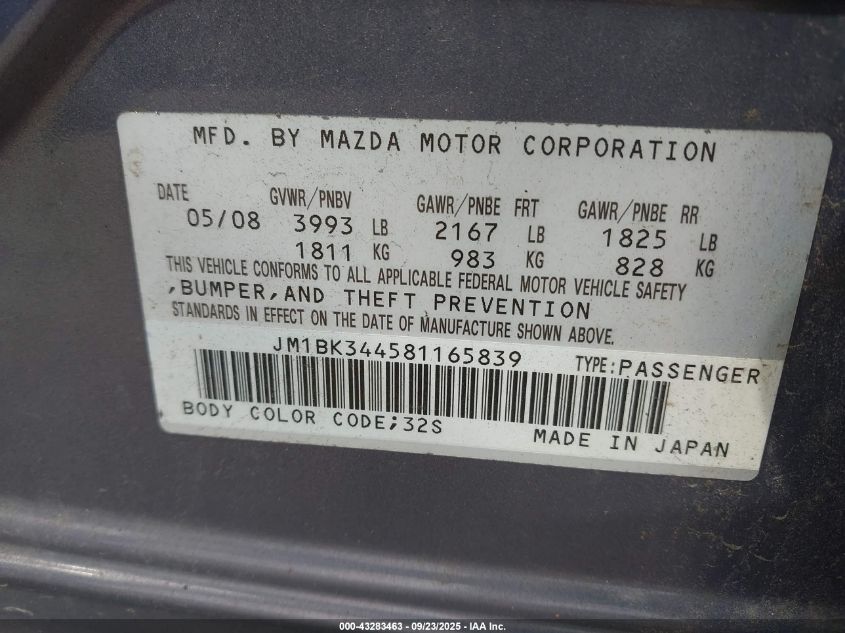 MFD. BY MAZDA MOTOR CORPORATION
DATE GVWR/PNBV GAWR/PNBE FRT GAWR/PNBE RR
05/08 3993 LB 2167 LB 1825 LB
1811 KG 983 KG 828 KG
THIS VEHICLE CONFORMS TO ALL APPLICABLE FEDERAL MOTOR VEHICLE SAFETY
,BUMPER,AND THEFT PREVENTION
STANDARDS IN EFFECT ON THE DATE OF MANUFACTURE SHOWN ABOVE.
JM1BK344581165839 TYPE:PASSENGER
BODY COLOR CODE;32S MADE IN JAPAN
000-43283463 - 09/23/2025 - IAA Inc.